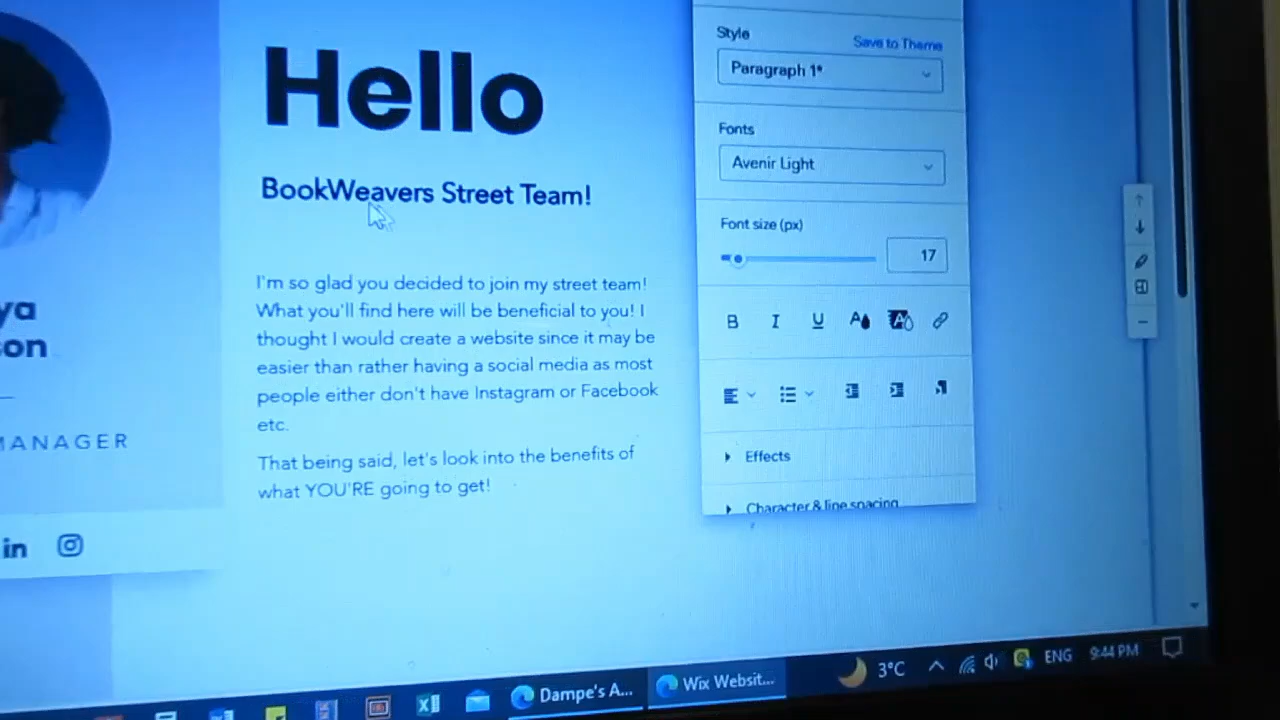 Hello
BookWeavers Street Team!
I'm so glad you decided to join my street team!
What you'll find here will be beneficial to you! I
thought I would create a website since it may be
easier than rather having a social media as most
people either don't have Instagram or Facebook
etc.
That being said, let's look into the benefits of
what YOU'RE going to get!
ya
son
MANAGER
in
Style
Save to Theme
Paragraph 1*
Fonts
Avenir Light
Font size (px)
17
B I U A A
Effects
Character & line spacing
Dampe's A...
Wix Websit...
3°C
ENG
9:44 PM